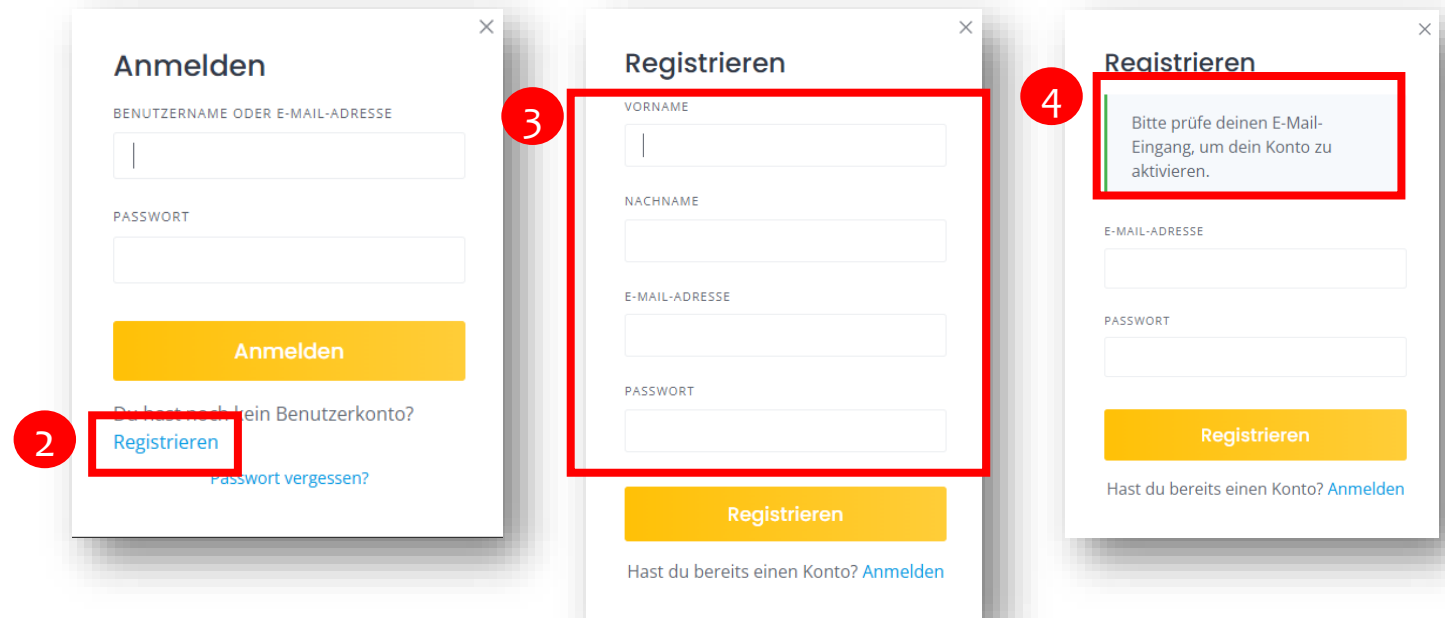 Anmelden
BENUTZERNAME ODER E-MAIL-ADRESSE
PASSWORT
Anmelden
Du hast noch kein Benutzerkonto?
2
Registrieren
Passwort vergessen?
Registrieren
3
VORNAME
NACHNAME
E-MAIL-ADRESSE
PASSWORT
Registrieren
Hast du bereits einen Konto? Anmelden
Registrieren
4
Bitte prüfe deinen E-Mail-
Eingang, um dein Konto zu
aktivieren.
E-MAIL-ADRESSE
PASSWORT
Registrieren
Hast du bereits einen Konto? Anmelden